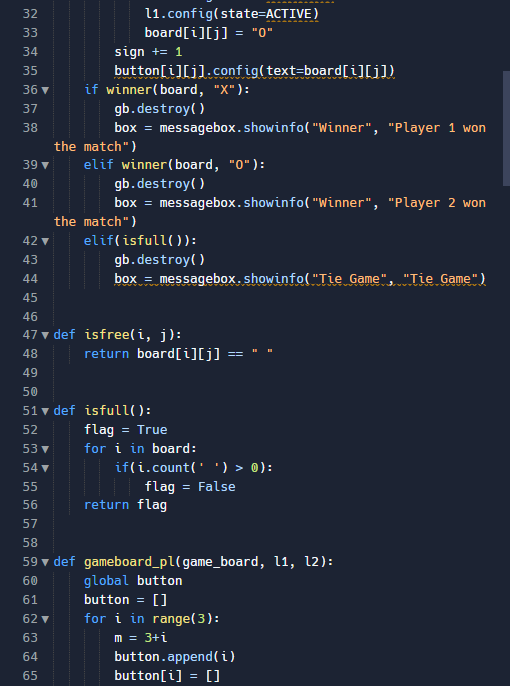 32 l1.config(state=ACTIVE)
33 board[i][j] = "O"
34 sign += 1
35 button[i][j].config(text=board[i][j])
36 ▼ if winner(board, "X"):
37 gb.destroy()
38 box = messagebox.showinfo("Winner", "Player 1 won
the match")
39 ▼ elif winner(board, "O"):
40 gb.destroy()
41 box = messagebox.showinfo("Winner", "Player 2 won
the match")
42 ▼ elif(isfull()):
43 gb.destroy()
44 box = messagebox.showinfo("Tie Game", "Tie Game")
45
46
47 ▼ def isfree(i, j):
48 return board[i][j] == " "
49
50
51 ▼ def isfull():
52 flag = True
53 ▼ for i in board:
54 ▼ if(i.count(' ') > 0):
55 flag = False
56 return flag
57
58
59 ▼ def gameboard_pl(game_board, l1, l2):
60 global button
61 button = []
62 ▼ for i in range(3):
63 m = 3+i
64 button.append(i)
65 button[i] = []